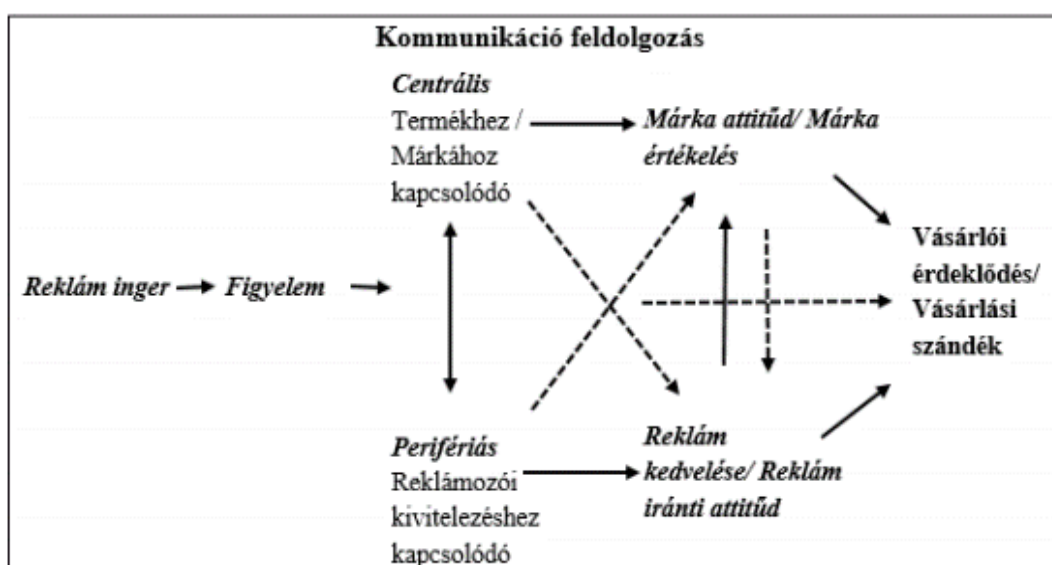 Kommunikáció feldolgozás
Centrális
Termékhez /
Márkához
kapcsolódó
Márka attitűd/ Márka
értékelés
Reklám inger
Figyelem
Vásárlói
érdeklődés/
Vásárlási
szándék
Perifériás
Reklámozói
kivitelezéshez
kapcsolódó
Reklám
kedvelése/ Reklám
iránti attitűd